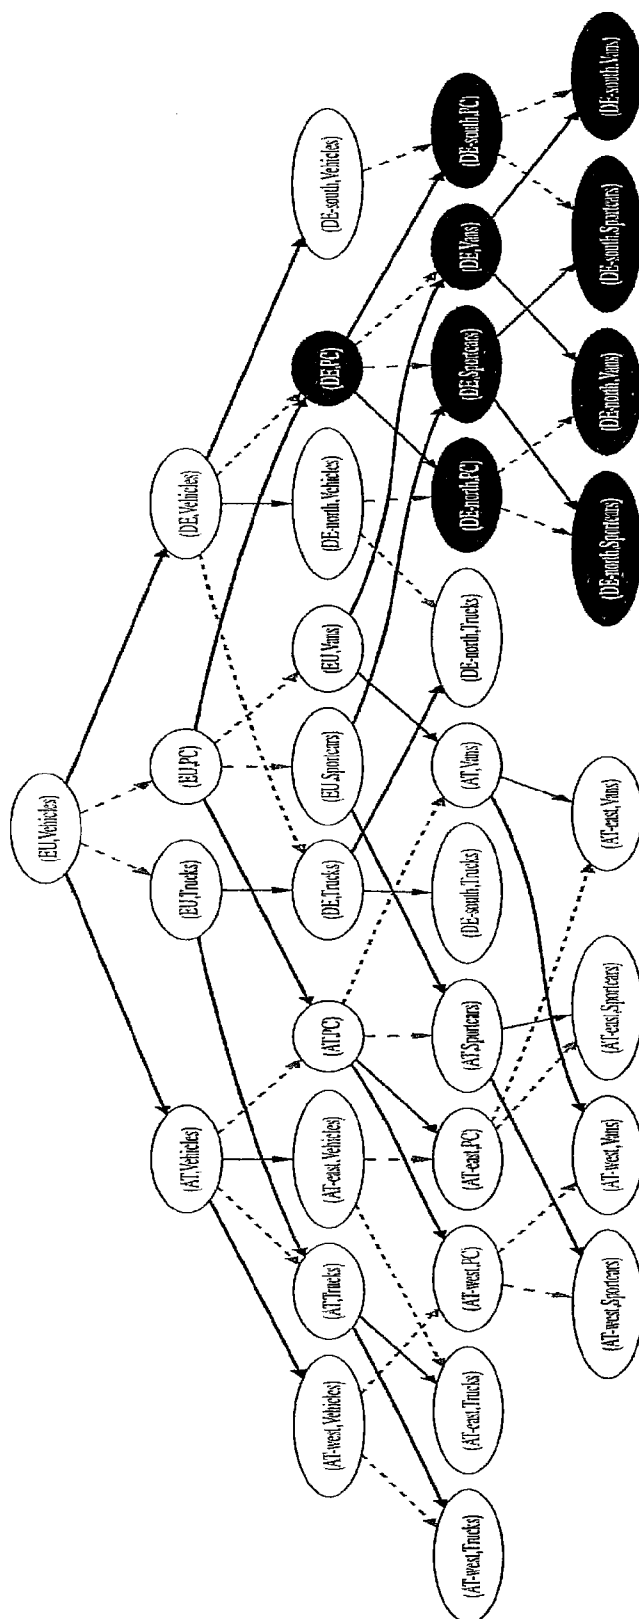 (EU,Vehicles)
(AT,Vehicles)
(EU,Trucks)
(EU,PC)
(DE,Vehicles)
(AT-west,Vehicles)
(AT,Trucks)
(AT-east,Vehicles)
(AT,PC)
(DE,Trucks)
(EU,Sportcars)
(EU,Vans)
(DE-north,Vehicles)
(DE,PC)
(DE-south,Vehicles)
(AT-west,Trucks)
(AT-east,Trucks)
(AT-west,PC)
(AT-east,PC)
(AT,Sportcars)
(DE-south,Trucks)
(AT,Vans)
(DE-north,Trucks)
(DE-north,PC)
(DE,Sportcars)
(DE,Vans)
(DE-south,PC)
(AT-west,Sportcars)
(AT-west,Vans)
(AT-east,Sportcars)
(AT-east,Vans)
(DE-north,Sportcars)
(DE-north,Vans)
(DE-south,Sportcars)
(DE-south,Vans)